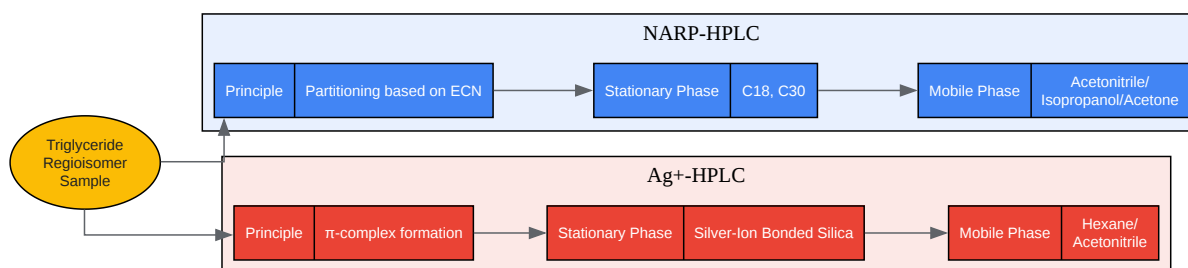 NARP-HPLC
Principle
Partitioning based on ECN
Stationary Phase
C18, C30
Mobile Phase
Acetonitrile/
Isopropanol/Acetone
Triglyceride
Regioisomer
Sample
Ag+-HPLC
Principle
π-complex formation
Stationary Phase
Silver-Ion Bonded Silica
Mobile Phase
Hexane/
Acetonitrile